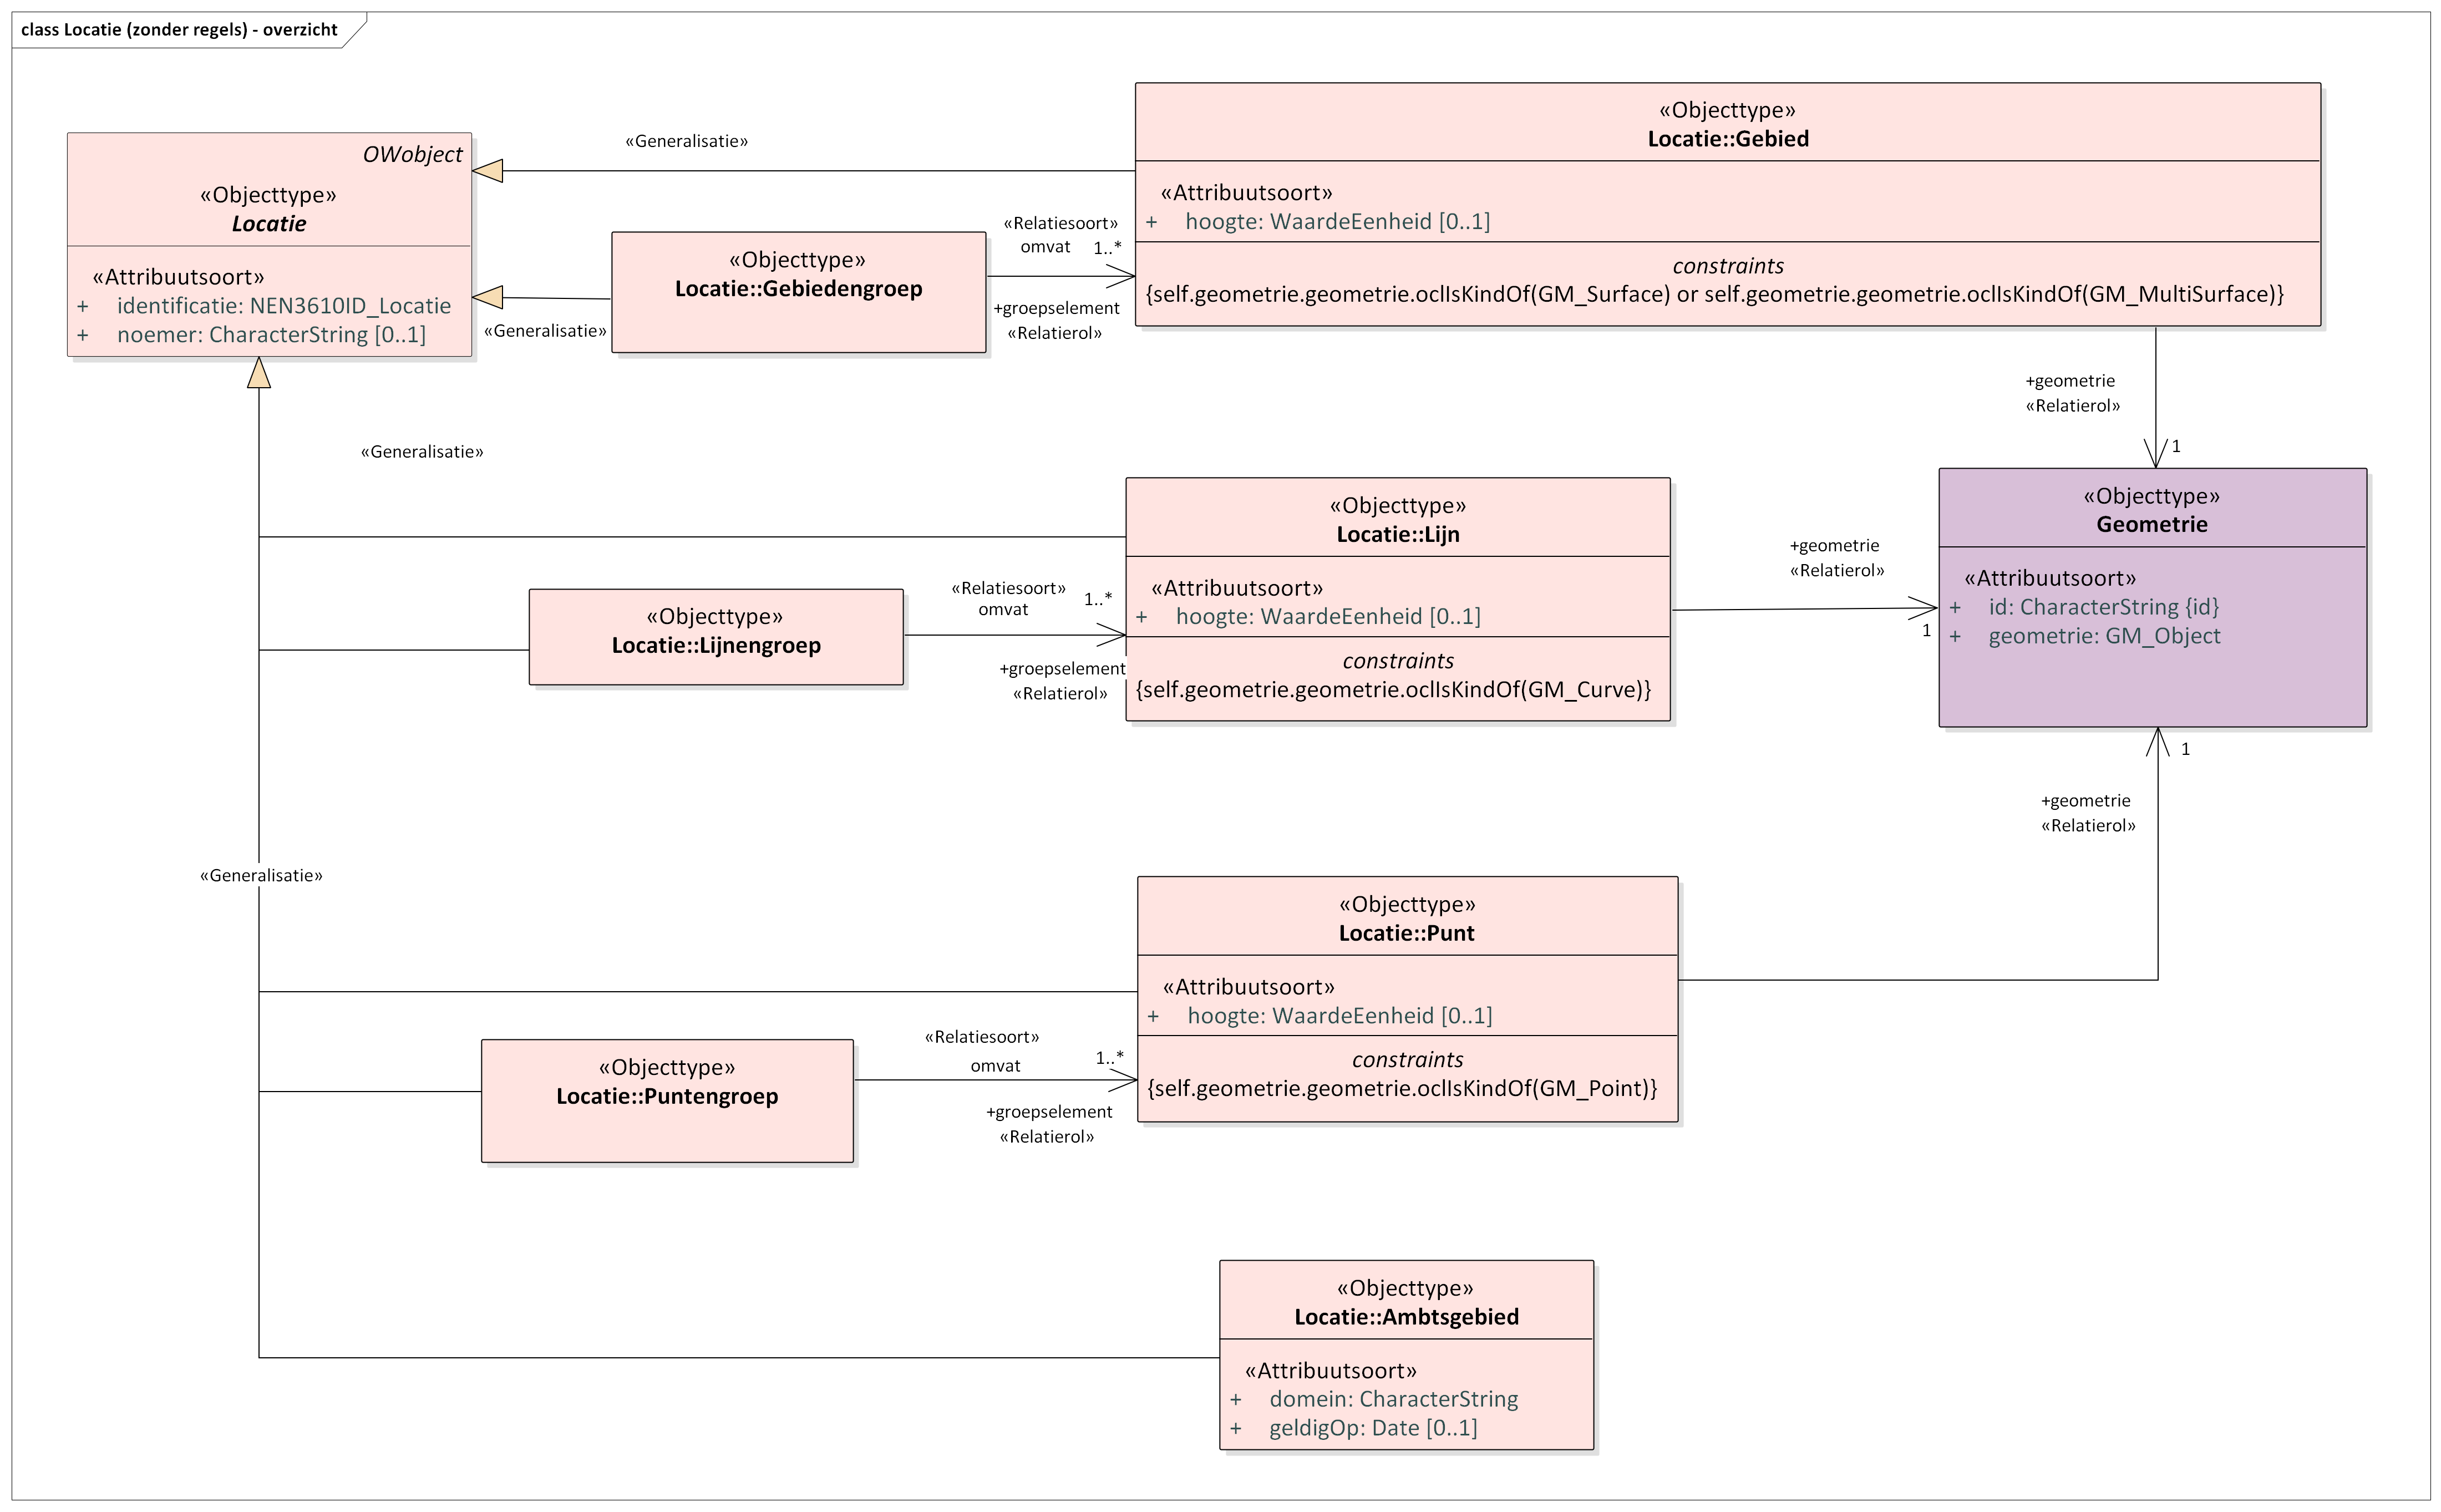 class Locatie (zonder regels) - overzicht
OWobject
«Objecttype»
Locatie
«Attribuutsoort»
+ identificatie: NEN3610ID_Locatie
+ noemer: CharacterString [0..1]
«Generalisatie»
«Generalisatie»
«Objecttype»
Locatie::Gebiedengroep
«Relatiesoort»
omvat
1..*
+groepselement
«Relatierol»
«Objecttype»
Locatie::Gebied
«Attribuutsoort»
+ hoogte: WaardeEenheid [0..1]
constraints
{self.geometrie.geometrie.oclIsKindOf(GM_Surface) or self.geometrie.geometrie.oclIsKindOf(GM_MultiSurface)}
+geometrie
«Relatierol»
1
«Generalisatie»
«Objecttype»
Locatie::Lijnengroep
«Relatiesoort»
omvat
1..*
+groepselement
«Relatierol»
«Objecttype»
Locatie::Lijn
«Attribuutsoort»
+ hoogte: WaardeEenheid [0..1]
constraints
{self.geometrie.geometrie.oclIsKindOf(GM_Curve)}
+geometrie
«Relatierol»
1
«Objecttype»
Geometrie
«Attribuutsoort»
+ id: CharacterString {id}
+ geometrie: GM_Object
1
+geometrie
«Relatierol»
«Generalisatie»
«Objecttype»
Locatie::Punt
«Attribuutsoort»
+ hoogte: WaardeEenheid [0..1]
constraints
{self.geometrie.geometrie.oclIsKindOf(GM_Point)}
«Objecttype»
Locatie::Puntengroep
«Relatiesoort»
omvat
1..*
+groepselement
«Relatierol»
«Objecttype»
Locatie::Ambtsgebied
«Attribuutsoort»
+ domein: CharacterString
+ geldigOp: Date [0..1]